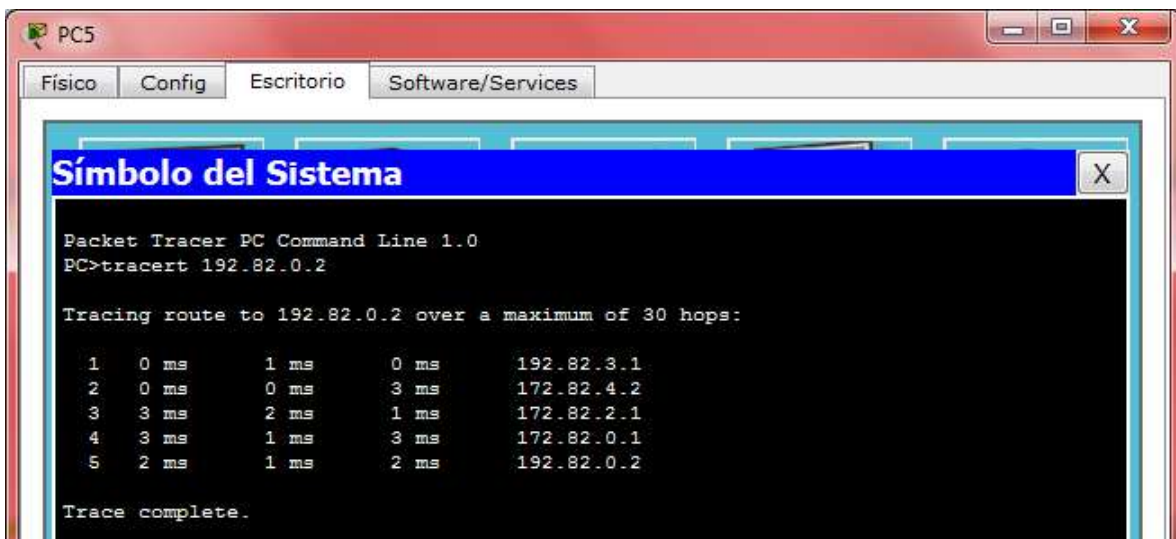 PC5
Físico Config Escritorio Software/Services
Símbolo del Sistema X
Packet Tracer PC Command Line 1.0
PC>tracert 192.82.0.2
Tracing route to 192.82.0.2 over a maximum of 30 hops:
1 0 ms 1 ms 0 ms 192.82.3.1
2 0 ms 0 ms 3 ms 172.82.4.2
3 3 ms 2 ms 1 ms 172.82.2.1
4 3 ms 1 ms 3 ms 172.82.0.1
5 2 ms 1 ms 2 ms 192.82.0.2
Trace complete.